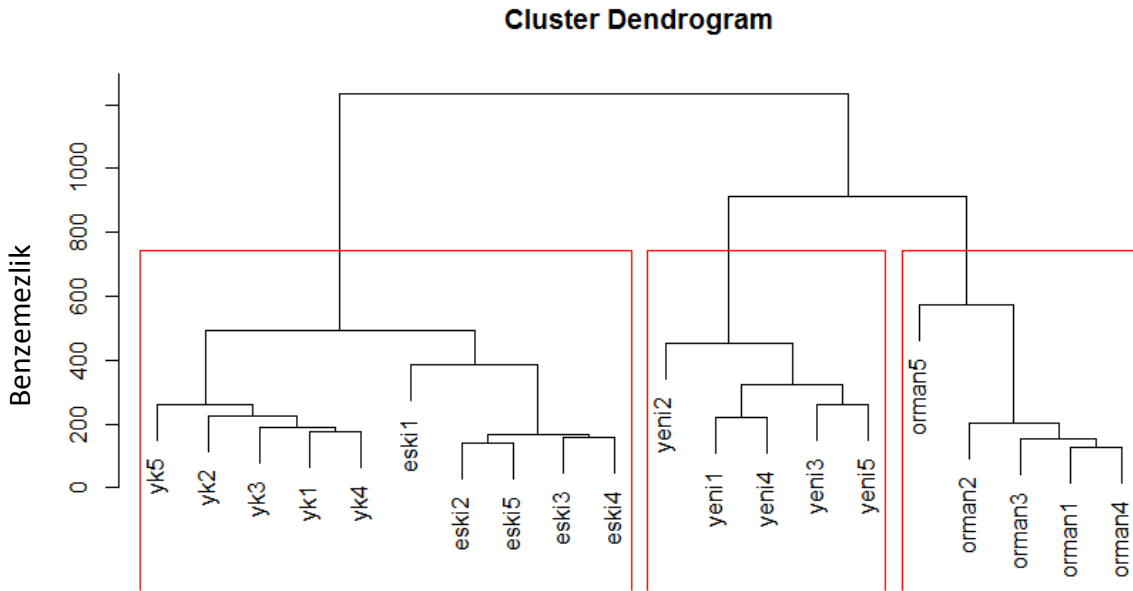 Cluster Dendrogram
Benzemezlik
1000
800
600
400
200
0
yk5
yk2
yk3
yk1
yk4
eski1
eski2
eski5
eski3
eski4
yeni2
yeni1
yeni4
yeni3
yeni5
orman5
orman2
orman3
orman1
orman4